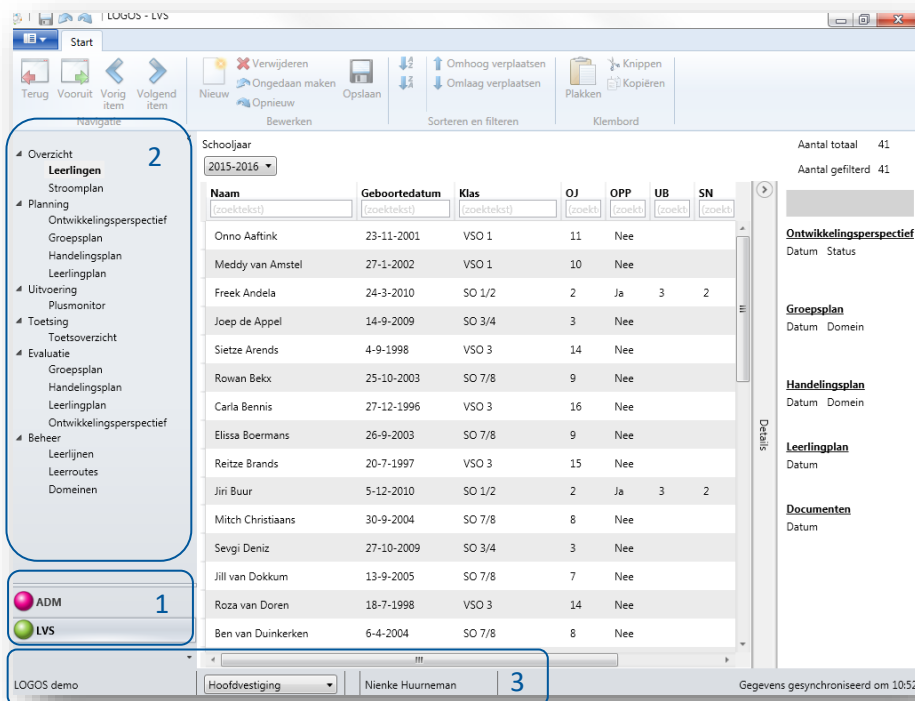 LOGOS - LVS
Start
Terug Vooruit Vorig item Volgend item
Navigatie
Nieuw Verwijderen Ongedaan maken Opnieuw Opslaan
Bewerken
Omhoog verplaatsen
Omlaag verplaatsen
Sorteren en filteren
Plakken Knippen Kopiëren
Klembord
2
Overzicht
Leerlingen
Stroomplan
Planning
Ontwikkelingsperspectief
Groepsplan
Handelingsplan
Leerlingplan
Uitvoering
Plusmonitor
Toetsing
Toetsoverzicht
Evaluatie
Groepsplan
Handelingsplan
Leerlingplan
Ontwikkelingsperspectief
Beheer
Leerlijnen
Leerroutes
Domeinen
1
ADM
LVS
Schooljaar
2015-2016
Aantal totaal 41
Aantal gefilterd 41
Naam Geboortedatum Klas OJ OPP UB SN
(zoektekst) (zoektekst) (zoektekst) (zoekt (zoekt (zoekt (zoekt
Onno Aaftink 23-11-2001 VSO 1 11 Nee
Meddy van Amstel 27-1-2002 VSO 1 10 Nee
Freek Andela 24-3-2010 SO 1/2 2 Ja 3 2
Joep de Appel 14-9-2009 SO 3/4 3 Nee
Sietze Arends 4-9-1998 VSO 3 14 Nee
Rowan Bekx 25-10-2003 SO 7/8 9 Nee
Carla Bennis 27-12-1996 VSO 3 16 Nee
Elissa Boermans 26-9-2003 SO 7/8 9 Nee
Reitze Brands 20-7-1997 VSO 3 15 Nee
Jiri Buur 5-12-2010 SO 1/2 2 Ja 3 2
Mitch Christiaans 30-9-2004 SO 7/8 8 Nee
Sevgi Deniz 27-10-2009 SO 3/4 3 Nee
Jill van Dokkum 13-9-2005 SO 7/8 7 Nee
Roza van Doren 18-7-1998 VSO 3 14 Nee
Ben van Duinkerken 6-4-2004 SO 7/8 8 Nee
Details
Ontwikkelingsperspectief
Datum Status
Groepsplan
Datum Domein
Handelingsplan
Datum Domein
Leerlingplan
Datum
Documenten
Datum
LOGOS demo Hoofdvestiging Nienke Huurneman 3 Gegevens gesynchroniseerd om 10:52